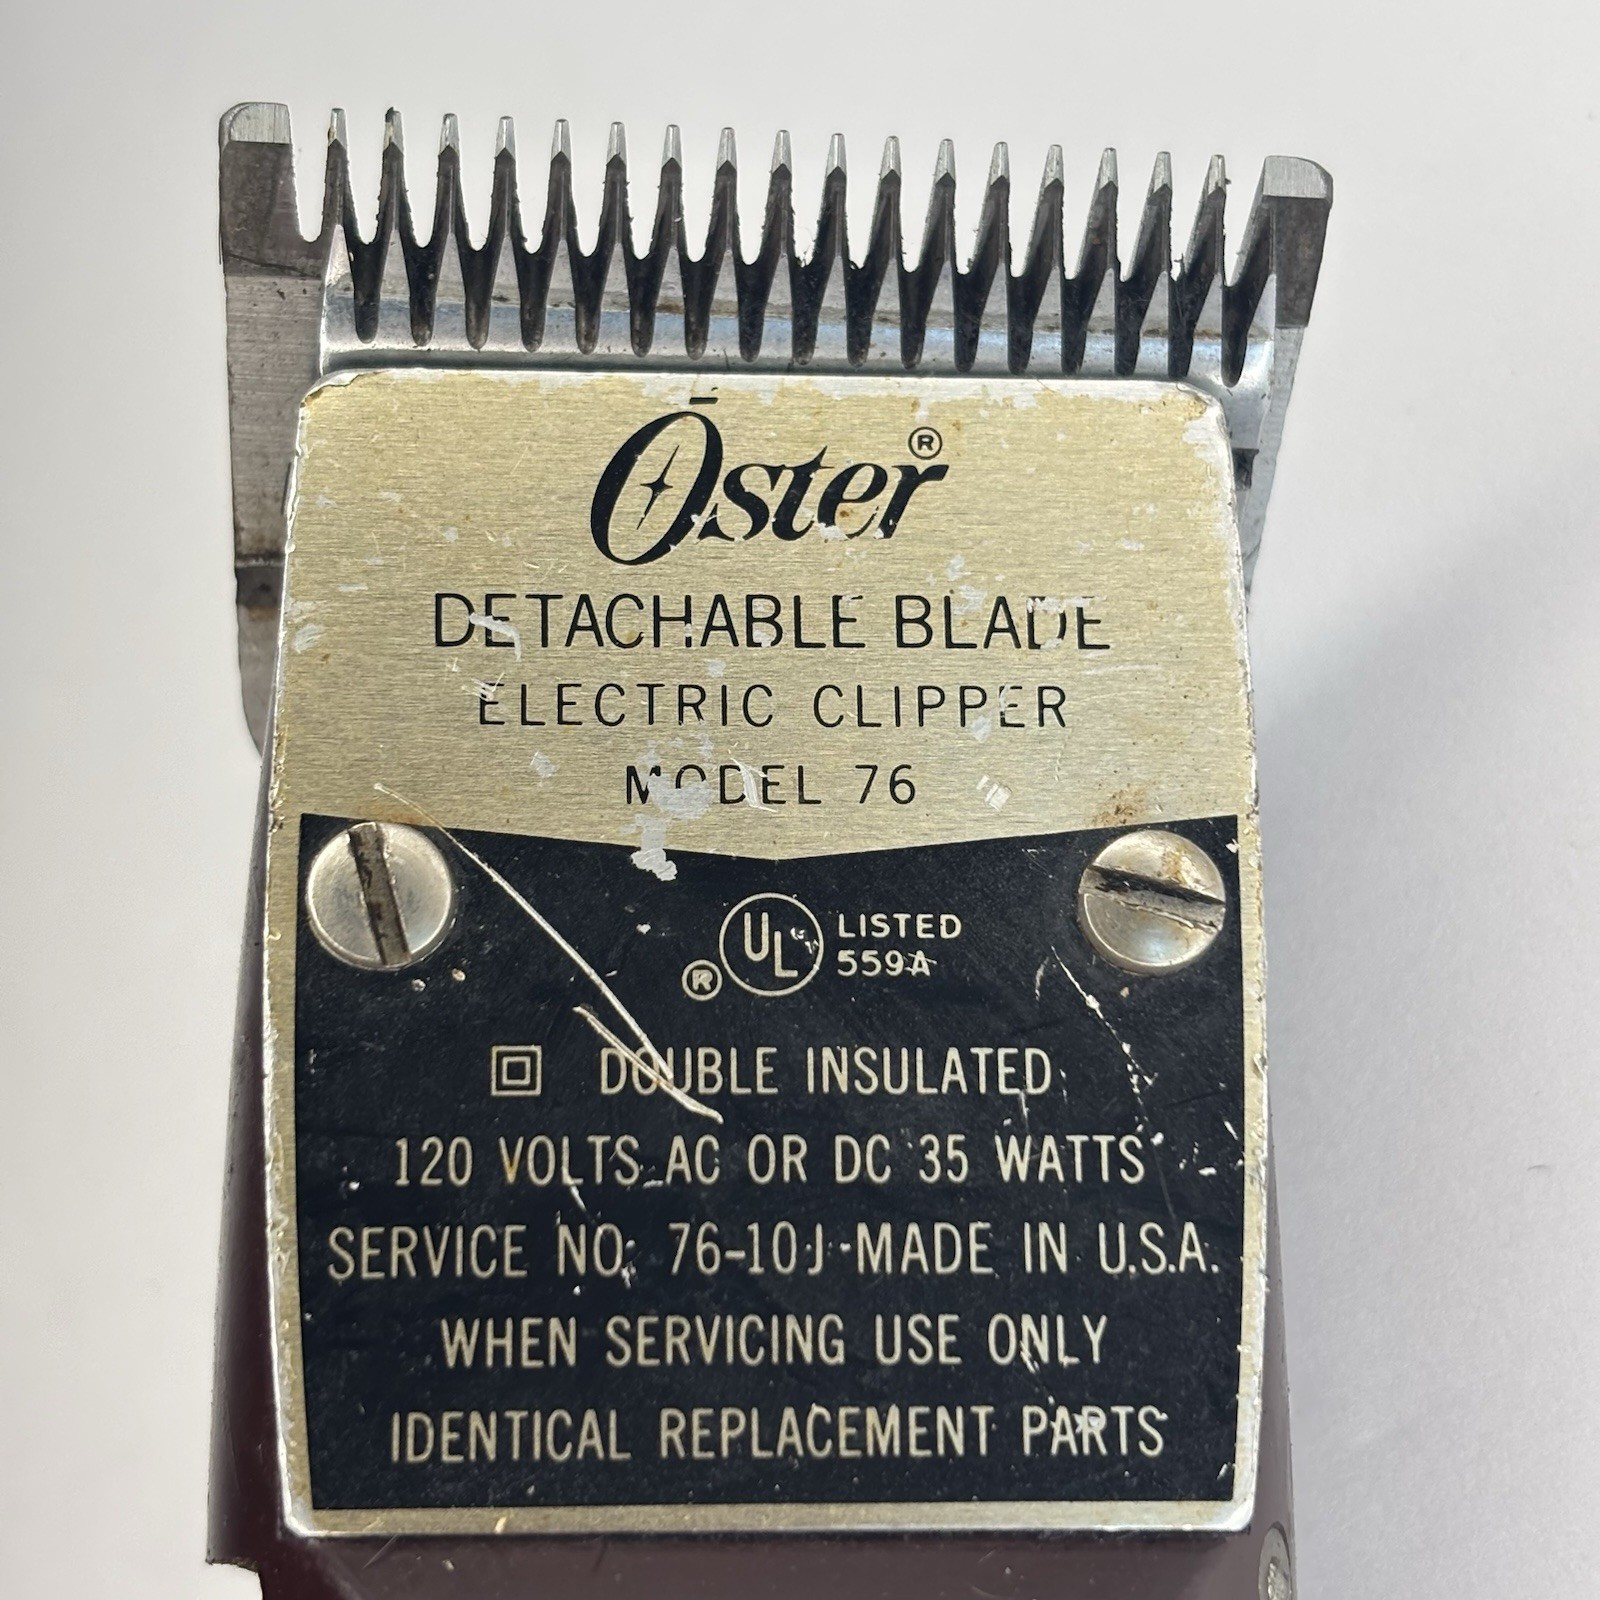 Oster®
DETACHABLE BLADE
ELECTRIC CLIPPER
MODEL 76
® UL LISTED
559A
DOUBLE INSULATED
120 VOLTS AC OR DC 35 WATTS
SERVICE NO. 76-10J MADE IN U.S.A.
WHEN SERVICING USE ONLY
IDENTICAL REPLACEMENT PARTS